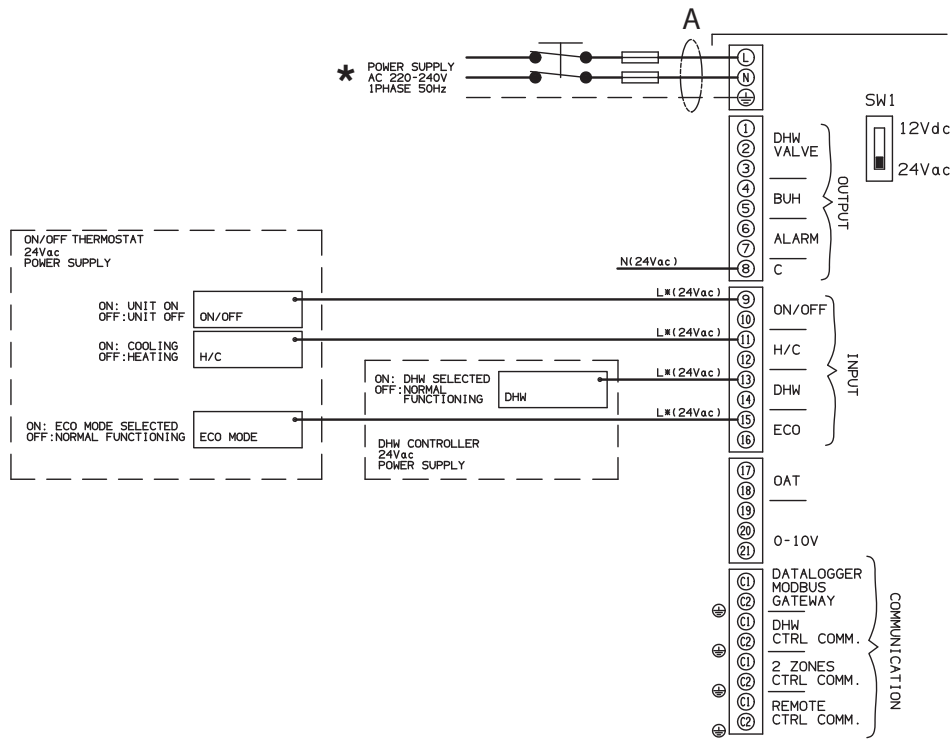 A
* POWER SUPPLY
AC 220-240V
1PHASE 50Hz
L
N
SW1
12Vdc
24Vac
1
2
3
DHW
VALVE
4
5
BUH
6
7
ALARM
8
C
OUTPUT
N(24Vac)
ON/OFF THERMOSTAT
24Vac
POWER SUPPLY
ON: UNIT ON
OFF:UNIT OFF
ON/OFF
L*(24Vac)
9
10
ON/OFF
ON: COOLING
OFF:HEATING
H/C
L*(24Vac)
11
12
H/C
ON: DHW SELECTED
OFF:NORMAL
FUNCTIONING
DHW
L*(24Vac)
13
14
DHW
ON: ECO MODE SELECTED
OFF:NORMAL FUNCTIONING
ECO MODE
L*(24Vac)
15
16
ECO
INPUT
DHW CONTROLLER
24Vac
POWER SUPPLY
17
18
OAT
19
20
21
0-10V
C1
C2
DATALOGGER
MODBUS
GATEWAY
C1
C2
DHW
CTRL COMM.
C1
C2
2 ZONES
CTRL COMM.
C1
C2
REMOTE
CTRL COMM.
COMMUNICATION